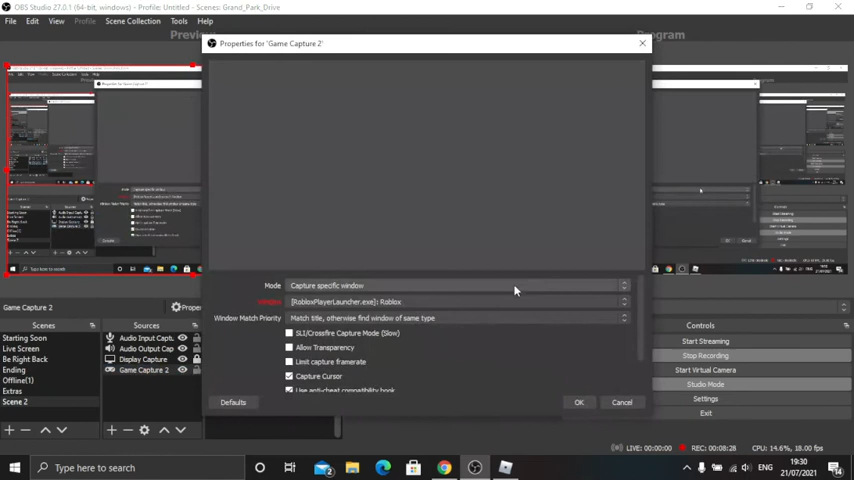 OBS Studio 27.0.1 (64-bit, windows) - Profile: Untitled - Scenes: Grand_Park_Drive
File Edit View Profile Scene Collection Tools Help
Preview Program
Properties for 'Game Capture 2'
Mode Capture specific window
Window [RobloxPlayerLauncher.exe]: Roblox
Window Match Priority Match title, otherwise find window of same type
SLI/Crossfire Capture Mode (Slow)
Allow Transparency
Limit capture framerate
Capture Cursor
Use anti-cheat compatibility hook
Defaults OK Cancel
Game Capture 2 Proper
Scenes Sources Controls
Starting Soon
Live Screen
Be Right Back
Ending
Offline(1)
Extras
Scene 2
Audio Input Captu
Audio Output Cap
Display Capture
Game Capture 2
Start Streaming
Stop Recording
Start Virtual Camera
Studio Mode
Settings
Exit
LIVE: 00:00:00 REC: 00:08:28 CPU: 14.6%, 18.00 fps
Type here to search
2
ENG
19:30
21/07/2021
14